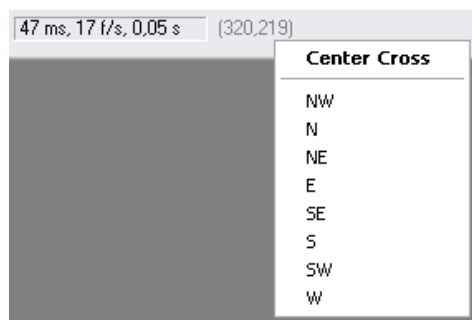 47 ms, 17 f/s, 0,05 s (320,219)
Center Cross
NW
N
NE
E
SE
S
SW
W